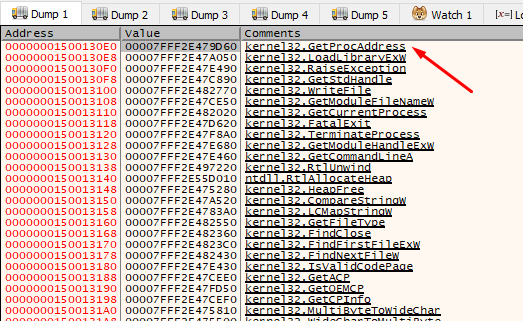 Dump 1 Dump 2 Dump 3 Dump 4 Dump 5 Watch 1 [x=]
Address Value Comments
00000001500130E0 00007FFF2E479D60 kernel32.GetProcAddress
00000001500130E8 00007FFF2E47A050 kernel32.LoadLibraryExW
00000001500130F0 00007FFF2E47E490 kernel32.RaiseException
00000001500130F8 00007FFF2E47C890 kernel32.GetStdHandle
0000000150013100 00007FFF2E482770 kernel32.WriteFile
0000000150013108 00007FFF2E47CE50 kernel32.GetModuleFileNameW
0000000150013110 00007FFF2E482020 kernel32.GetCurrentProcess
0000000150013118 00007FFF2E47D620 kernel32.FatalExit
0000000150013120 00007FFF2E47F8A0 kernel32.TerminateProcess
0000000150013128 00007FFF2E47E680 kernel32.GetModuleHandleExW
0000000150013130 00007FFF2E47E460 kernel32.GetCommandLineA
0000000150013138 00007FFF2E497220 kernel32.RtlUnwind
0000000150013140 00007FFF2E55D010 ntdll.RtlAllocateHeap
0000000150013148 00007FFF2E475280 kernel32.HeapFree
0000000150013150 00007FFF2E47A520 kernel32.CompareStringW
0000000150013158 00007FFF2E4783A0 kernel32.LCMapStringW
0000000150013160 00007FFF2E482550 kernel32.GetFileType
0000000150013168 00007FFF2E482360 kernel32.FindClose
0000000150013170 00007FFF2E4823C0 kernel32.FindFirstFileExW
0000000150013178 00007FFF2E482430 kernel32.FindNextFileW
0000000150013180 00007FFF2E47E430 kernel32.IsValidCodePage
0000000150013188 00007FFF2E47CEE0 kernel32.GetACP
0000000150013190 00007FFF2E47FD50 kernel32.GetOEMCP
0000000150013198 00007FFF2E47CEF0 kernel32.GetCPInfo
00000001500131A0 00007FFF2E475810 kernel32.MultiByteToWideChar
00000001500131A8 00007FFF2E475500 kernel32.WideCharToMultiByte